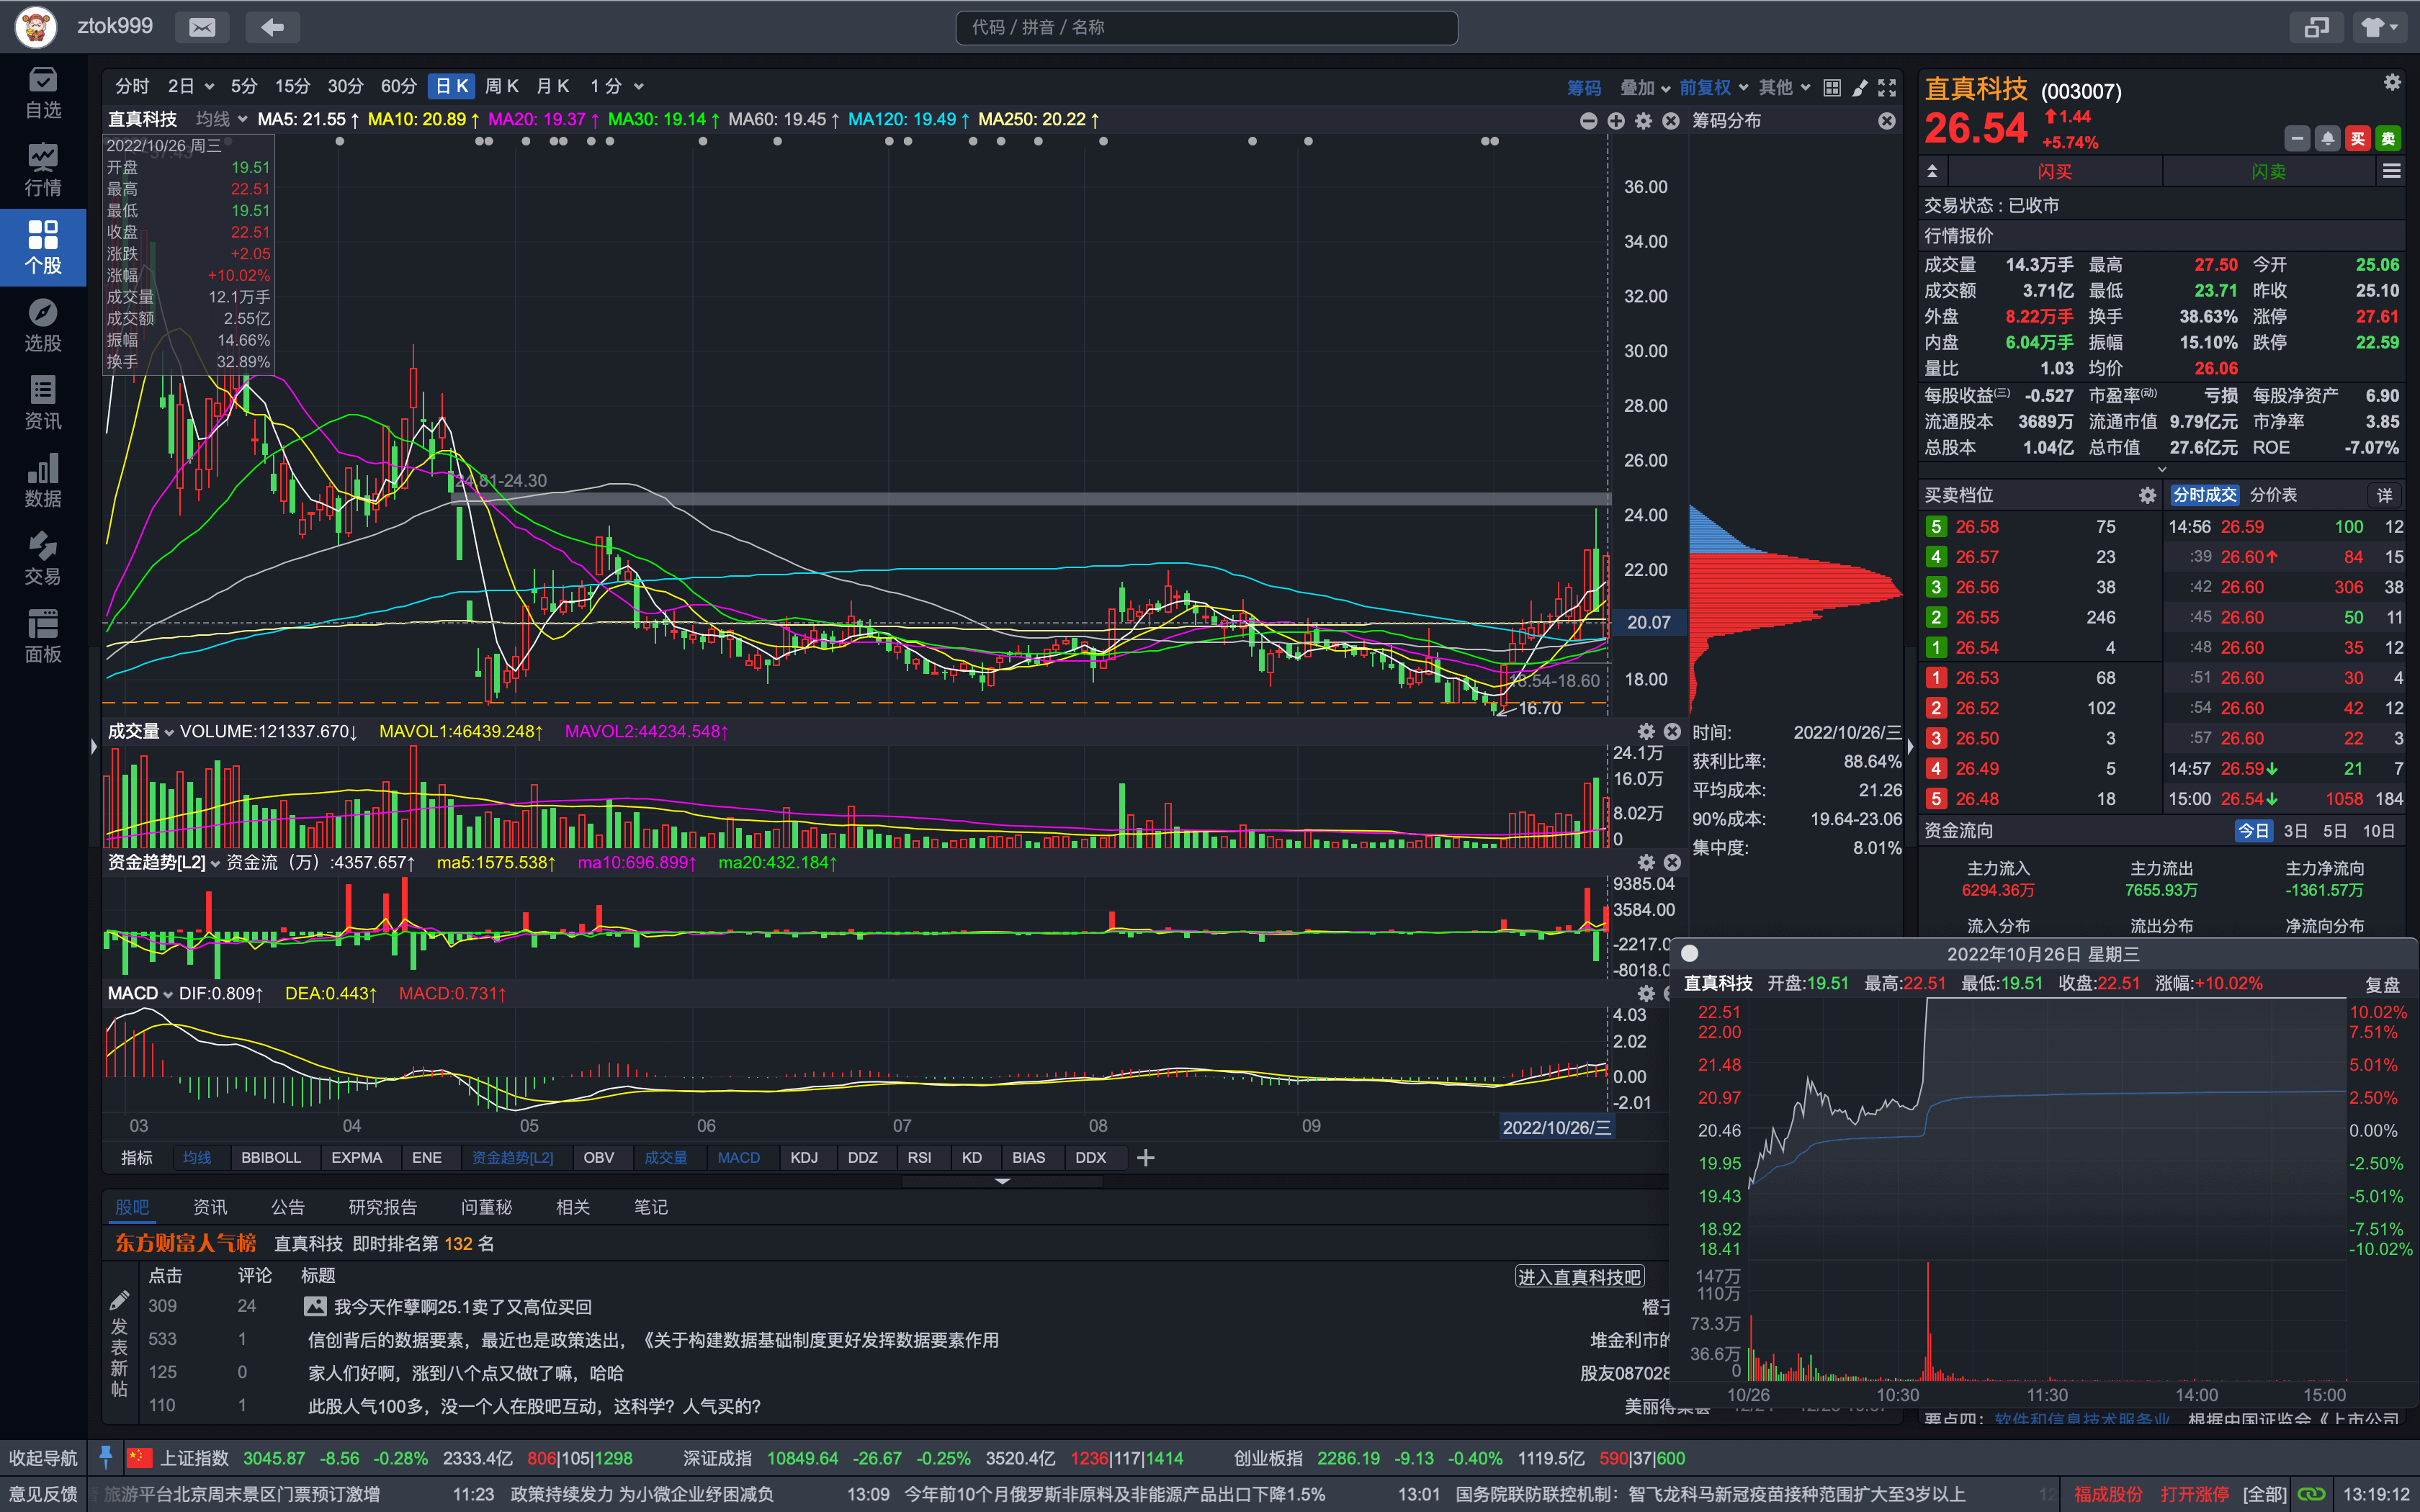 ztok999
代码 / 拼音 / 名称
自选
行情
个股
选股
资讯
数据
交易
面板
分时 2日 5分 15分 30分 60分 日K 周K 月K 1分
筹码 叠加 前复权 其他
直真科技 均线 MA5: 21.55↑ MA10: 20.89↑ MA20: 19.37↑ MA30: 19.14↑ MA60: 19.45↑ MA120: 19.49↑ MA250: 20.22↑
筹码分布
2022/10/26 周三
开盘 19.51
最高 22.51
最低 19.51
收盘 22.51
涨跌 +2.05
涨幅 +10.02%
成交量 12.1万手
成交额 2.55亿
振幅 14.66%
换手 32.89%
36.00
34.00
32.00
30.00
28.00
26.00
24.00
22.00
20.07
18.00
24.81-24.30
18.54-18.60
16.70
成交量 VOLUME:121337.670↓ MAVOL1:46439.248↑ MAVOL2:44234.548↑
24.1万
16.0万
8.02万
0
资金趋势[L2] 资金流（万）:4357.657↑ ma5:1575.538↑ ma10:696.899↑ ma20:432.184↑
9385.04
3584.00
-2217.0
-8018.0
MACD DIF:0.809↑ DEA:0.443↑ MACD:0.731↑
4.03
2.02
0.00
-2.01
03 04 05 06 07 08 09 2022/10/26/三
时间: 2022/10/26/三
获利比率: 88.64%
平均成本: 21.26
90%成本: 19.64-23.06
集中度: 8.01%
指标 均线 BBIBOLL EXPMA ENE 资金趋势[L2] OBV 成交量 MACD KDJ DDZ RSI KD BIAS DDX
股吧 资讯 公告 研究报告 问董秘 相关 笔记
东方财富人气榜 直真科技 即时排名第 132 名
点击 评论 标题
进入直真科技吧
发表新帖
309 24 我今天作孽啊25.1卖了又高位买回 橙子
533 1 信创背后的数据要素，最近也是政策迭出，《关于构建数据基础制度更好发挥数据要素作用 堆金利市的
125 0 家人们好啊，涨到八个点又做t了嘛，哈哈 股友087028
110 1 此股人气100多，没一个人在股吧互动，这科学？人气买的？ 美丽得
直真科技 (003007)
26.54 1.44
+5.74%
买 卖
闪买 闪卖
交易状态：已收市
行情报价
成交量 14.3万手 最高 27.50 今开 25.06
成交额 3.71亿 最低 23.71 昨收 25.10
外盘 8.22万手 换手 38.63% 涨停 27.61
内盘 6.04万手 振幅 15.10% 跌停 22.59
量比 1.03 均价 26.06
每股收益(三) -0.527 市盈率(动) 亏损 每股净资产 6.90
流通股本 3689万 流通市值 9.79亿元 市净率 3.85
总股本 1.04亿 总市值 27.6亿元 ROE -7.07%
买卖档位 分时成交 分价表 详
5 26.58 75 14:56 26.59 100 12
4 26.57 23 :39 26.60↑ 84 15
3 26.56 38 :42 26.60 306 38
2 26.55 246 :45 26.60 50 11
1 26.54 4 :48 26.60 35 12
1 26.53 68 :51 26.60 30 4
2 26.52 102 :54 26.60 42 12
3 26.50 3 :57 26.60 22 3
4 26.49 5 14:57 26.59↓ 21 7
5 26.48 18 15:00 26.54↓ 1058 184
资金流向 今日 3日 5日 10日
主力流入 主力流出 主力净流向
6294.36万 7655.93万 -1361.57万
流入分布 流出分布 净流向分布
2022年10月26日 星期三
直真科技 开盘:19.51 最高:22.51 最低:19.51 收盘:22.51 涨幅:+10.02% 复盘
22.51 10.02%
22.00 7.51%
21.48 5.01%
20.97 2.50%
20.46 0.00%
19.95 -2.50%
19.43 -5.01%
18.92 -7.51%
18.41 -10.02%
147万
110万
73.3万
36.6万
0
10/26 10:30 11:30 14:00 15:00
要点四: 软件和信息技术服务业 根据中国证监会《上市公司
收起导航 上证指数 3045.87 -8.56 -0.28% 2333.4亿 806|105|1298 深证成指 10849.64 -26.67 -0.25% 3520.4亿 1236|117|1414 创业板指 2286.19 -9.13 -0.40% 1119.5亿 590|37|600
意见反馈 旅游平台北京周末景区门票预订激增 11:23 政策持续发力 为小微企业纾困减负 13:09 今年前10个月俄罗斯非原料及非能源产品出口下降1.5% 13:01 国务院联防联控机制：智飞龙科马新冠疫苗接种范围扩大至3岁以上 12 福成股份 打开涨停 [全部] 13:19:12